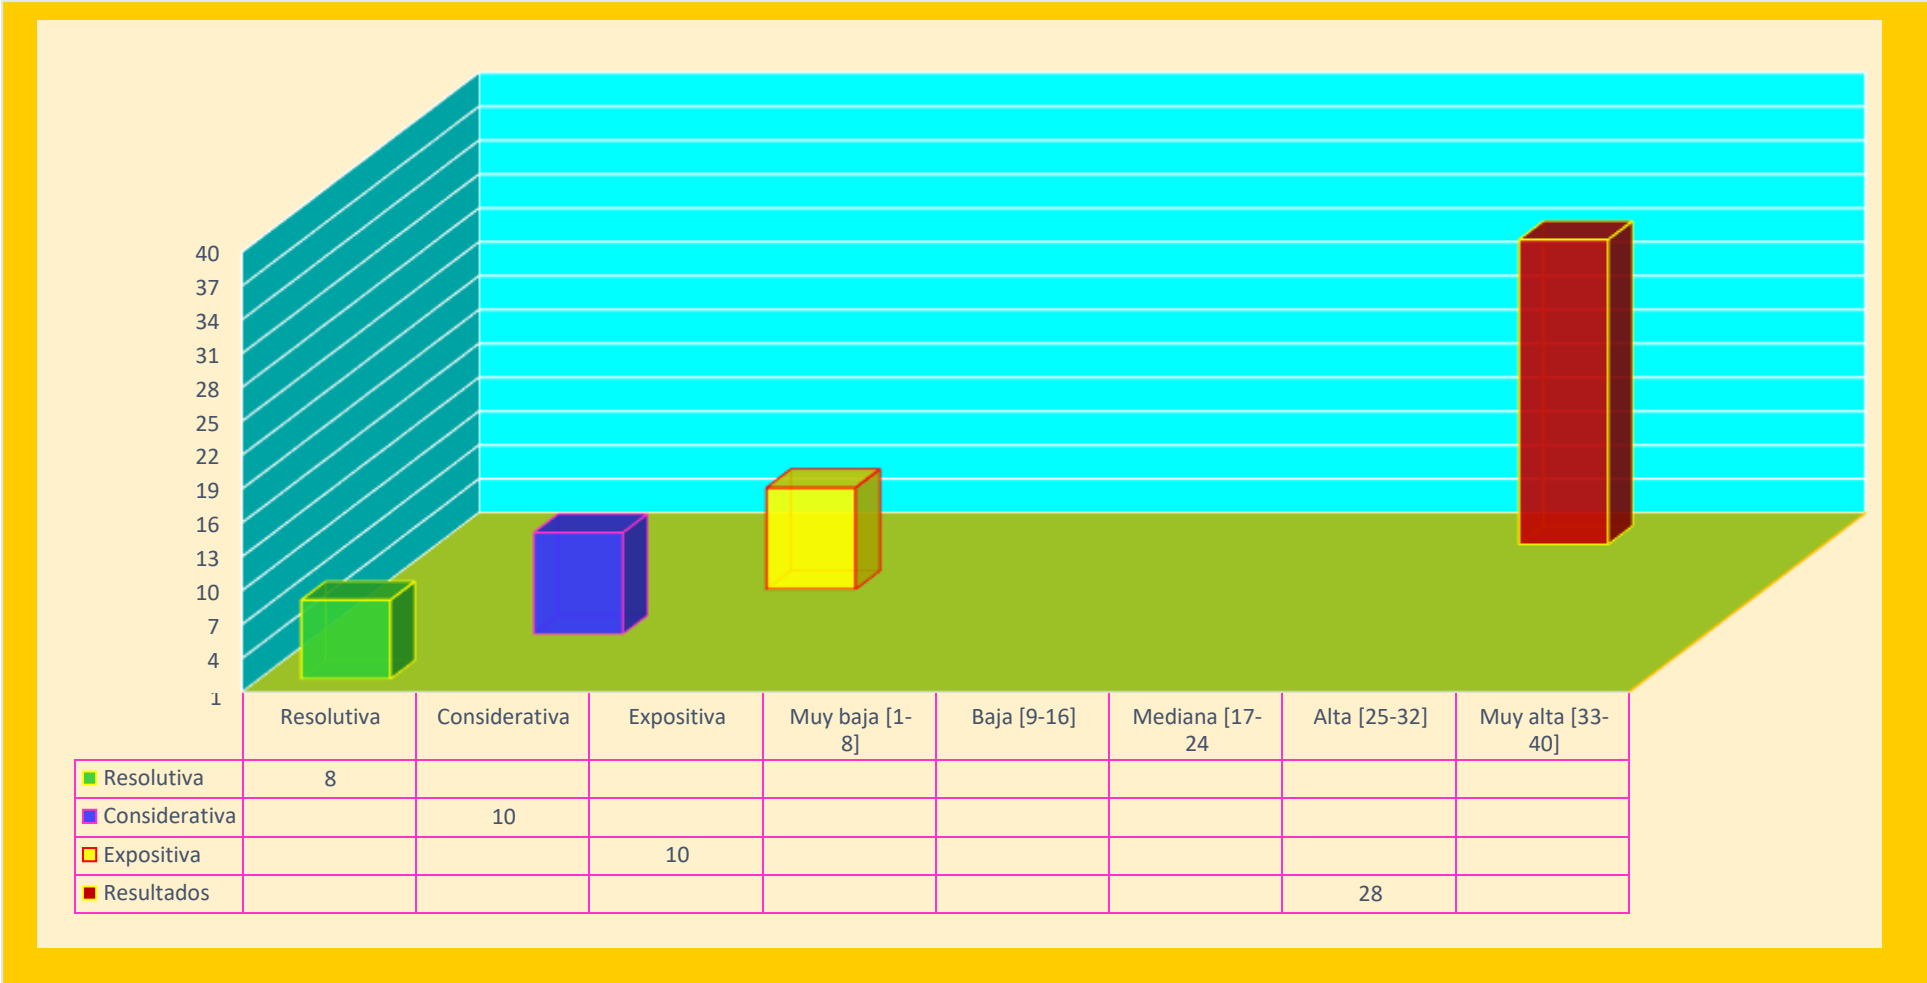 40
37
34
31
28
25
22
19
16
13
10
7
4
1
Resolutiva Considerativa Expositiva Muy baja [1- Baja [9-16] Mediana [17- Alta [25-32] Muy alta [33-
8] 24 40]
Resolutiva 8
Considerativa 10
Expositiva 10
Resultados 28